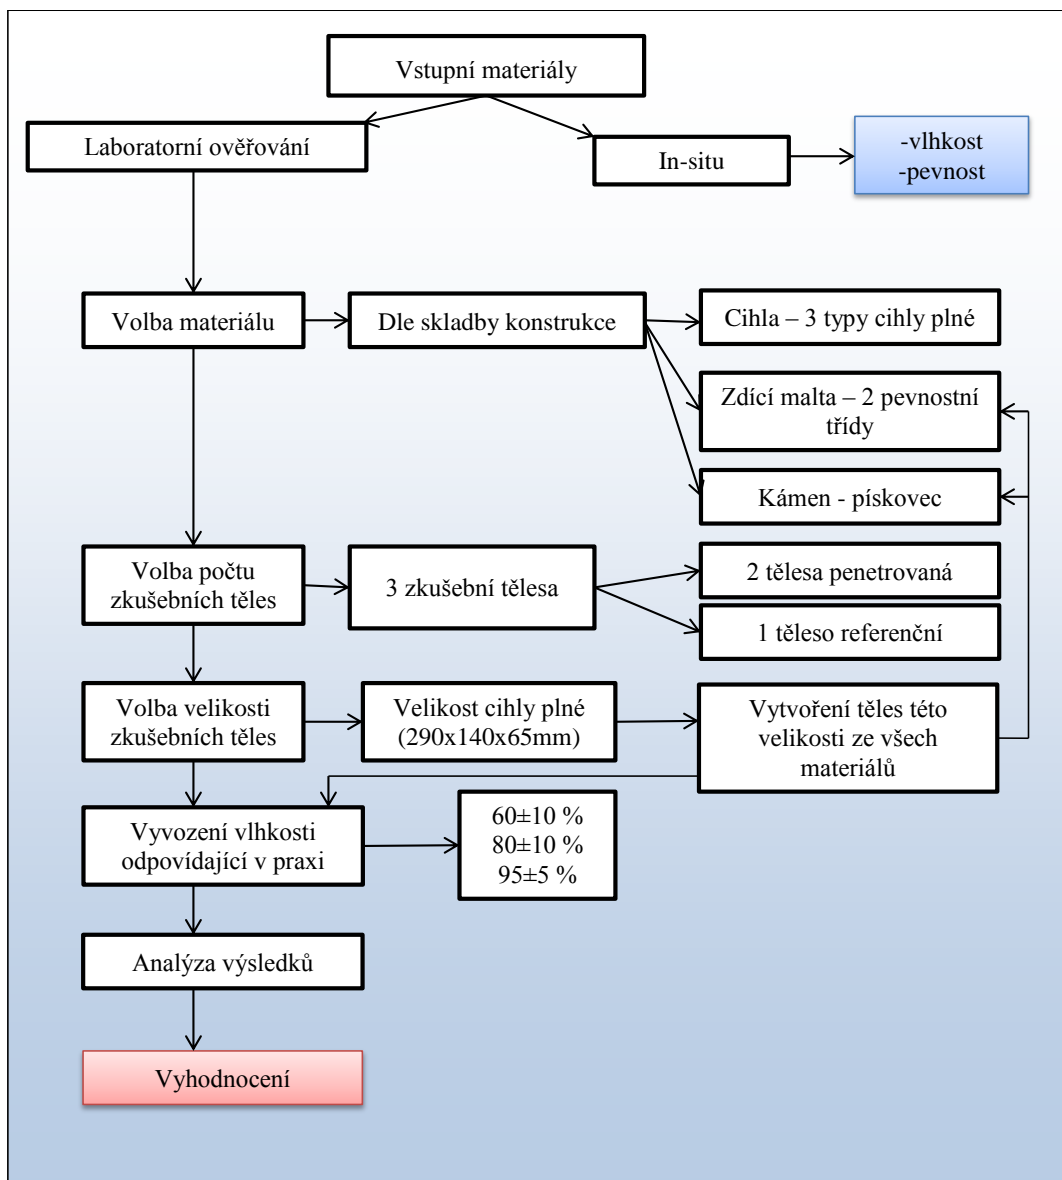 Vstupní materiály
Laboratorní ověřování
In-situ
-vlhkost
-pevnost
Volba materiálu
Dle skladby konstrukce
Cihla – 3 typy cihly plné
Zdící malta – 2 pevnostní
třídy
Kámen - pískovec
Volba počtu
zkušebních těles
3 zkušební tělesa
2 tělesa penetrovaná
1 těleso referenční
Volba velikosti
zkušebních těles
Velikost cihly plné
(290x140x65mm)
Vytvoření těles této
velikosti ze všech
materiálů
Vyvození vlhkosti
odpovídající v praxi
60±10 %
80±10 %
95±5 %
Analýza výsledků
Vyhodnocení